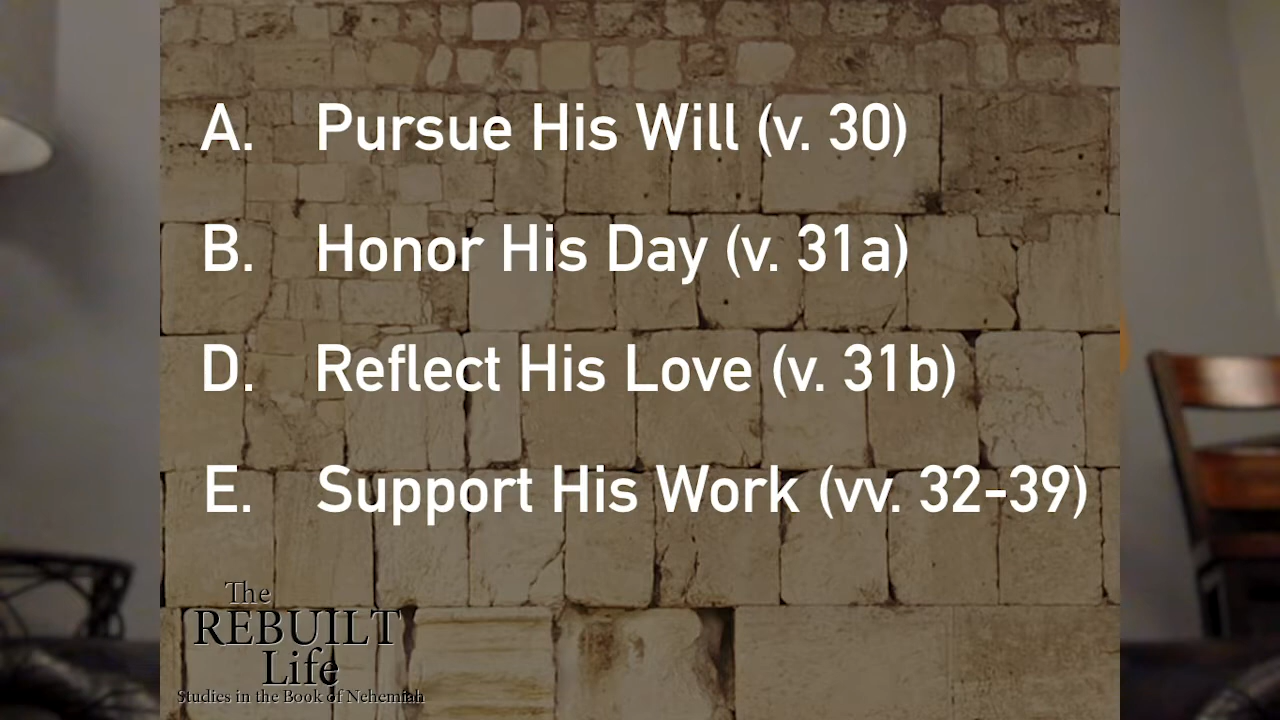 A. Pursue His Will (v. 30)
B. Honor His Day (v. 31a)
D. Reflect His Love (v. 31b)
E. Support His Work (vv. 32-39)
The
REBUILT
Life
Studies in the Book of Nehemiah